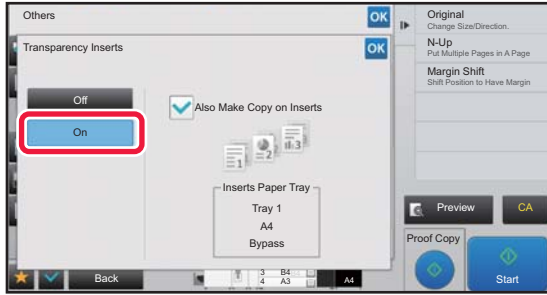 Others
OK
Transparency Inserts
OK
Off
On
Also Make Copy on Inserts
1
2
3
Inserts Paper Tray
Tray 1
A4
Bypass
Back
3 B4
4 A3
A4
Original
Change Size/Direction.
N-Up
Put Multiple Pages in A Page
Margin Shift
Shift Position to Have Margin
Preview
CA
Proof Copy
Start